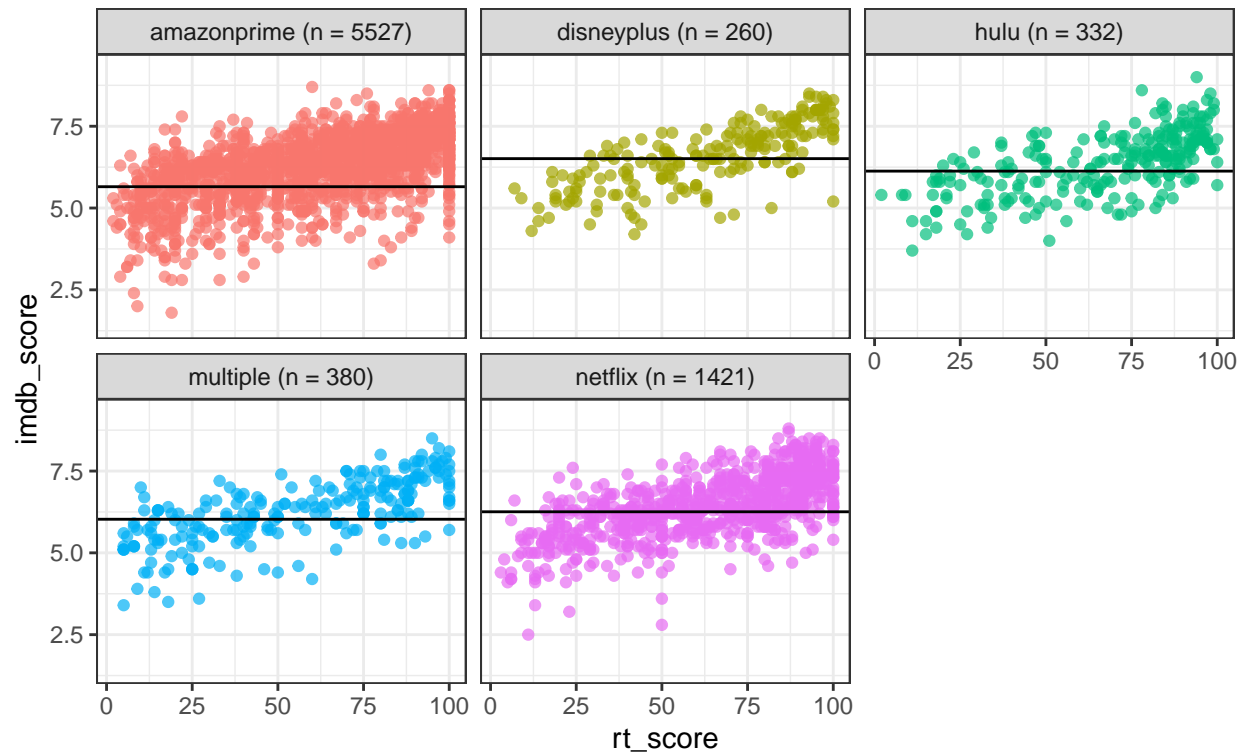 amazonprime (n = 5527)
disneyplus (n = 260)
hulu (n = 332)
7.5
5.0
2.5
0 25 50 75 100
multiple (n = 380)
netflix (n = 1421)
7.5
5.0
2.5
0 25 50 75 100
0 25 50 75 100
imdb_score
rt_score